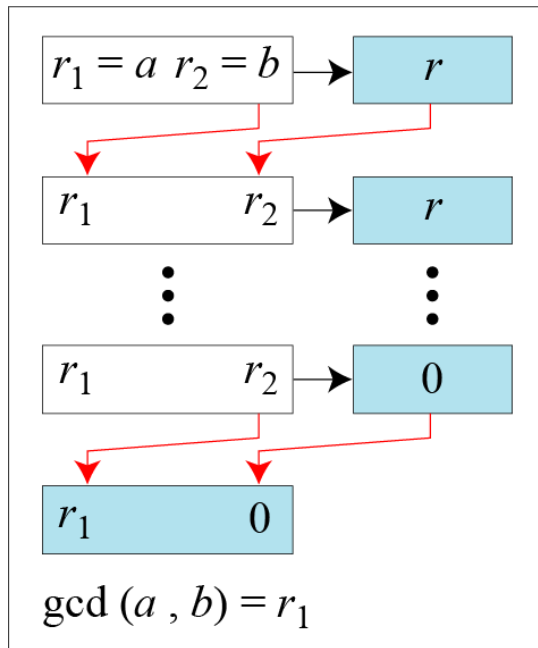 r₁ = a r₂ = b r
r₁ r₂ r
r₁ r₂ 0
r₁ 0
gcd (a , b) = r₁